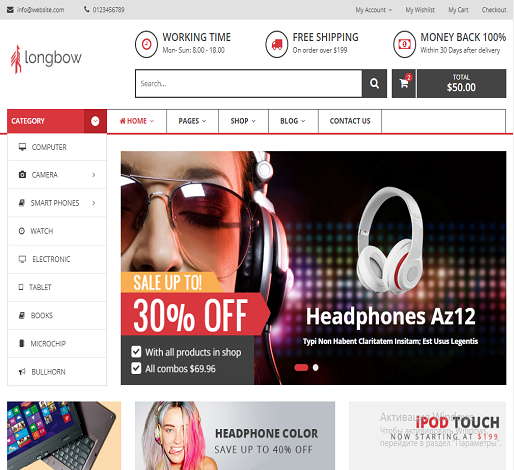 info@website.com 0123456789 My Account My Wishlist My Cart Checkout
longbow
WORKING TIME
Mon- Sun: 8.00 - 18.00
FREE SHIPPING
On order over $199
MONEY BACK 100%
Within 30 Days after delivery
Search...
2
TOTAL
$50.00
CATEGORY
HOME PAGES SHOP BLOG CONTACT US
COMPUTER
CAMERA
SMART PHONES
WATCH
ELECTRONIC
TABLET
BOOKS
MICROCHIP
BULLHORN
SALE UP TO!
30% OFF
With all products in shop
All combos $69.96
Headphones Az12
Typi Non Habent Claritatem Insitam; Est Usus Legentis
HEADPHONE COLOR
SAVE UP TO 40% OFF
iPOD TOUCH
NOW STARTING AT $199
Активация Windows
Чтобы активировать Windows,
перейдите в раздел "Параметры".